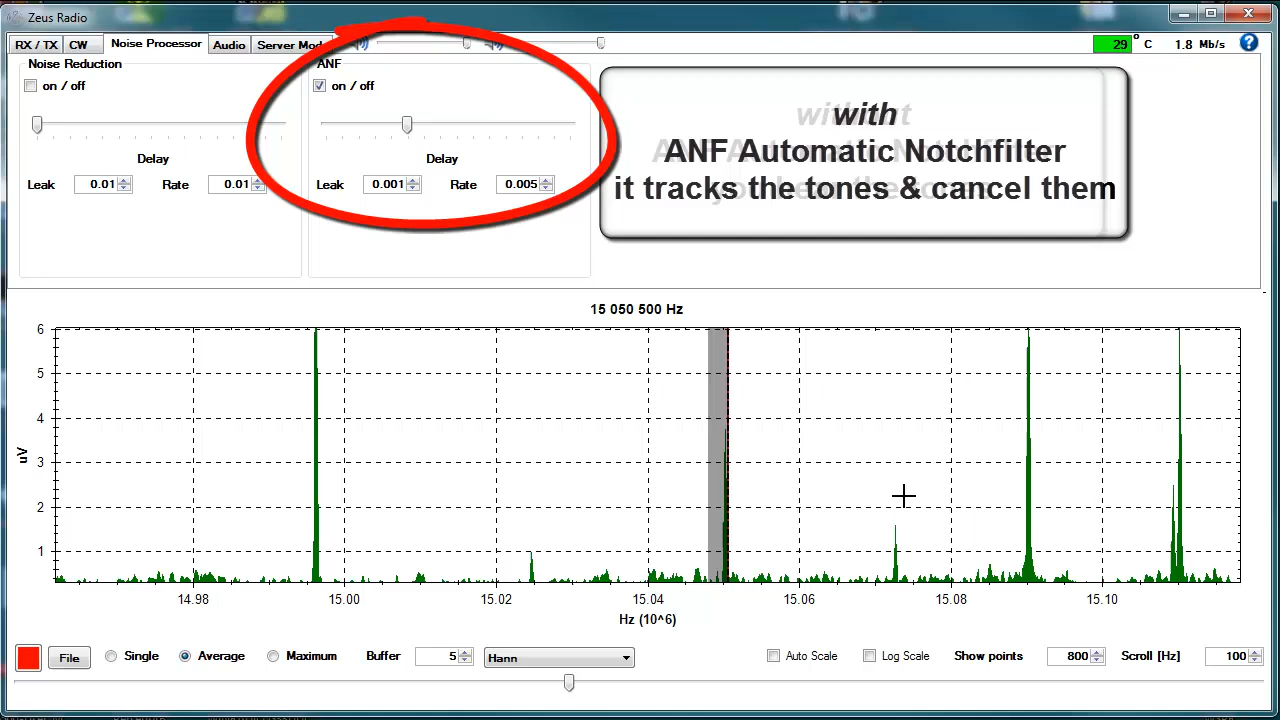 Zeus Radio
RX / TX CW Noise Processor Audio Server Mod
29 ° C 1.8 Mb/s ?
Noise Reduction
on / off
Delay
Leak 0.01 Rate 0.01
ANF
on / off
Delay
Leak 0.001 Rate 0.005
with
ANF Automatic Notchfilter
it tracks the tones & cancel them
15 050 500 Hz
6
5
4
3
2
1
uV
14.98 15.00 15.02 15.04 15.06 15.08 15.10
Hz (10^6)
File Single Average Maximum Buffer 5 Hann Auto Scale Log Scale Show points 800 Scroll [Hz] 100